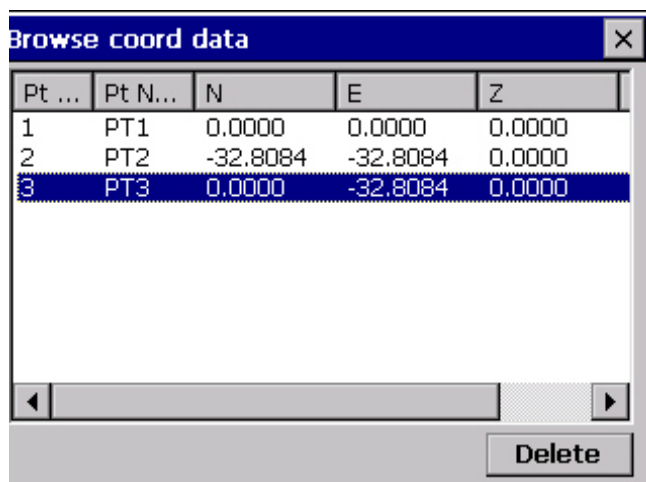 Browse coord data
Pt ... Pt N... N E Z
1 PT1 0.0000 0.0000 0.0000
2 PT2 -32.8084 -32.8084 0.0000
3 PT3 0.0000 -32.8084 0.0000
Delete